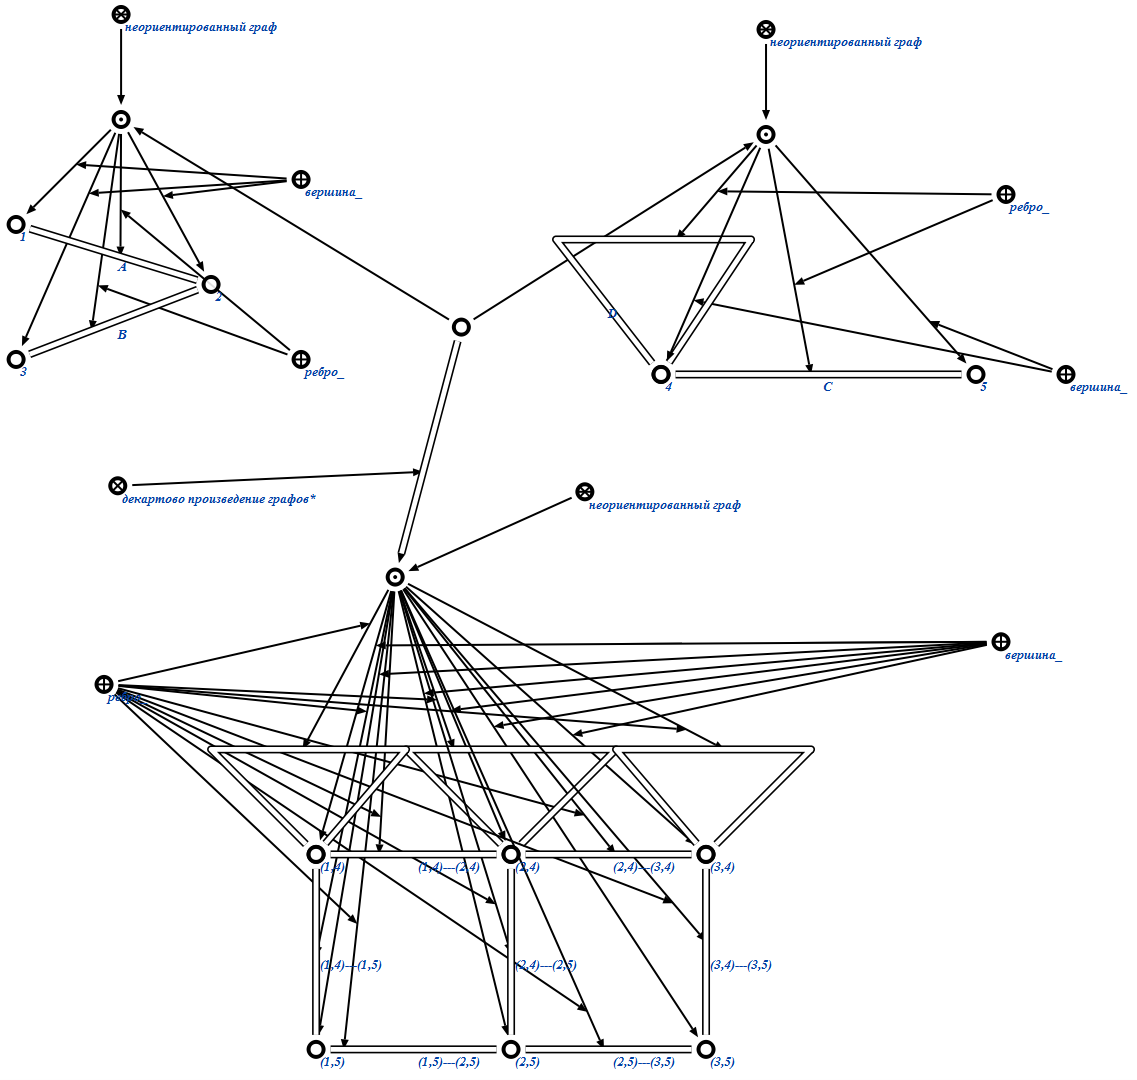 неориентированный граф
неориентированный граф
вершина_
ребро_
1
A
2
B
3
ребро_
D
4
C
5
вершина_
декартово произведение графов*
неориентированный граф
вершина_
ребро_
(1,4)
(1,4)---(2,4)
(2,4)
(2,4)---(3,4)
(3,4)
(1,4)---(1,5)
(2,4)---(2,5)
(3,4)---(3,5)
(1,5)
(1,5)---(2,5)
(2,5)
(2,5)---(3,5)
(3,5)